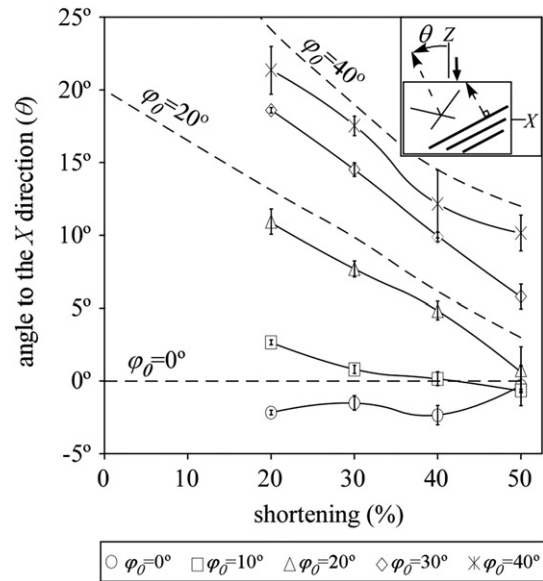 25º
20º
15º
10º
5º
0º
-5º
angle to the X direction (θ)
φ₀=40º
φ₀=20º
φ₀=0º
θ Z
X
0 10 20 30 40 50
shortening (%)
φ₀=0º φ₀=10º φ₀=20º φ₀=30º φ₀=40º